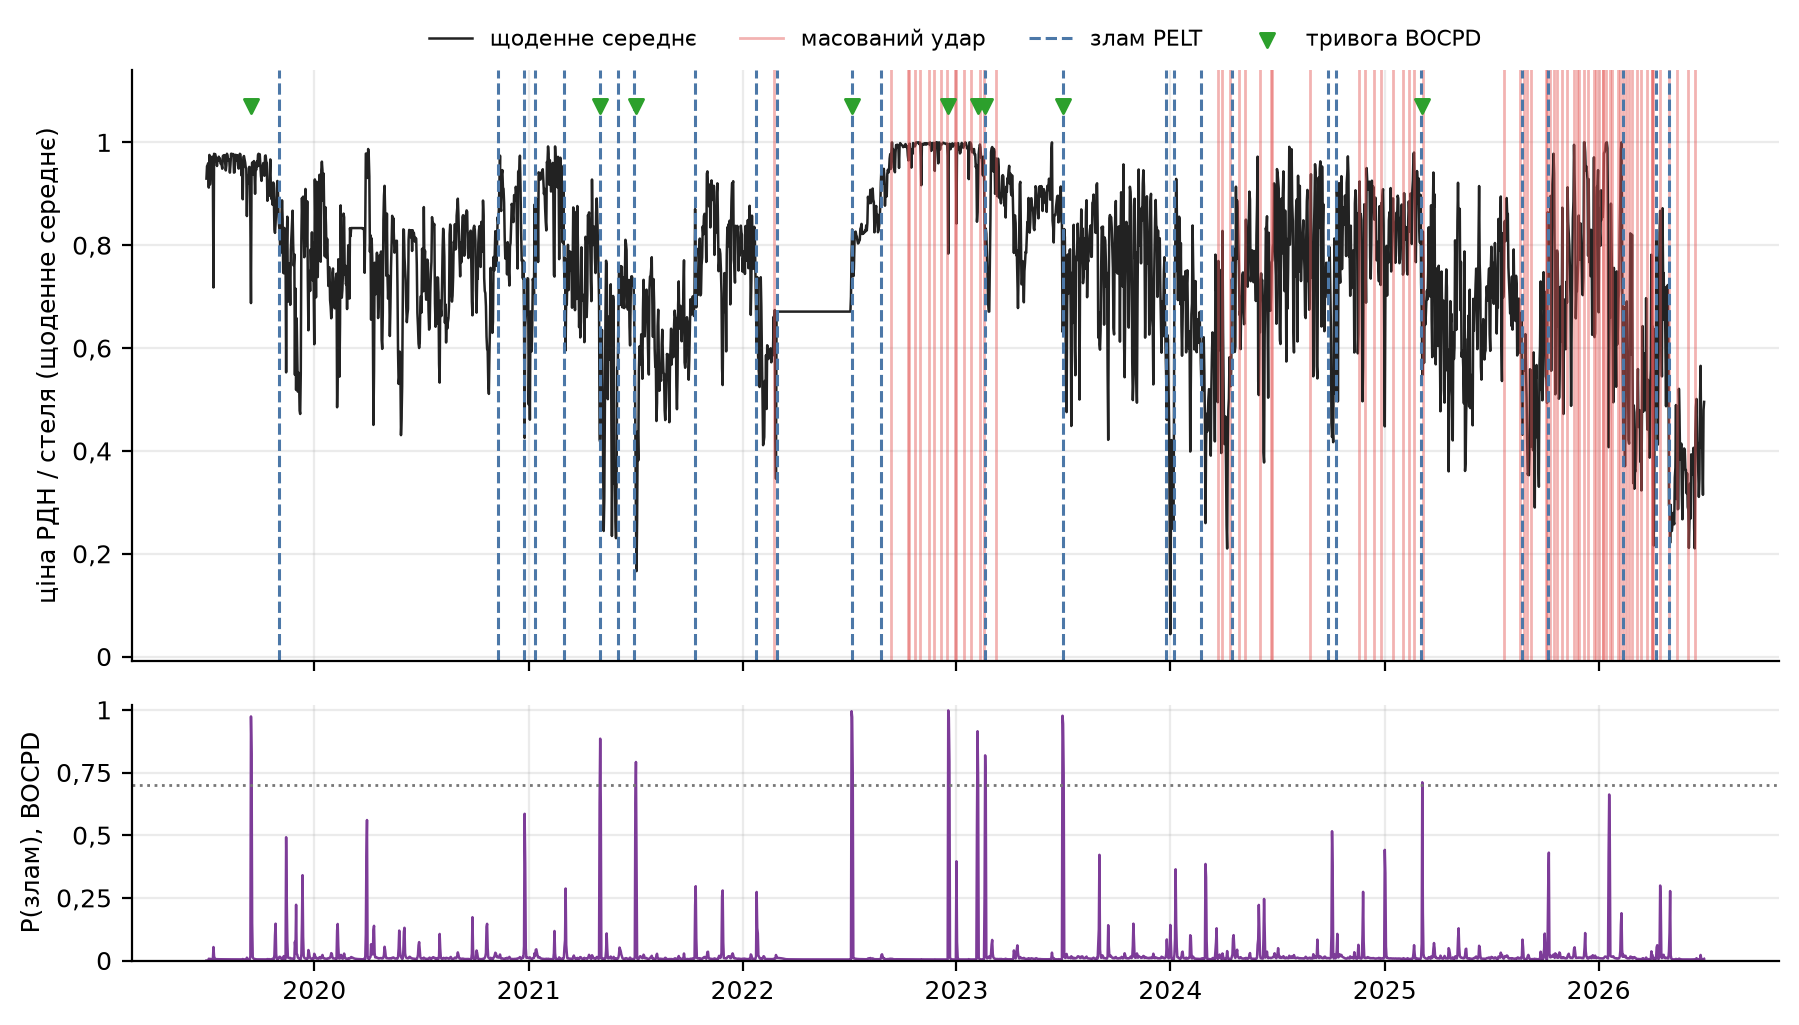 щоденне середнє масований удар злам PELT тривога BOCPD
ціна РДН / стеля (щоденне середнє)
1
0,8
0,6
0,4
0,2
0
P(злам), BOCPD
1
0,75
0,5
0,25
0
2020 2021 2022 2023 2024 2025 2026